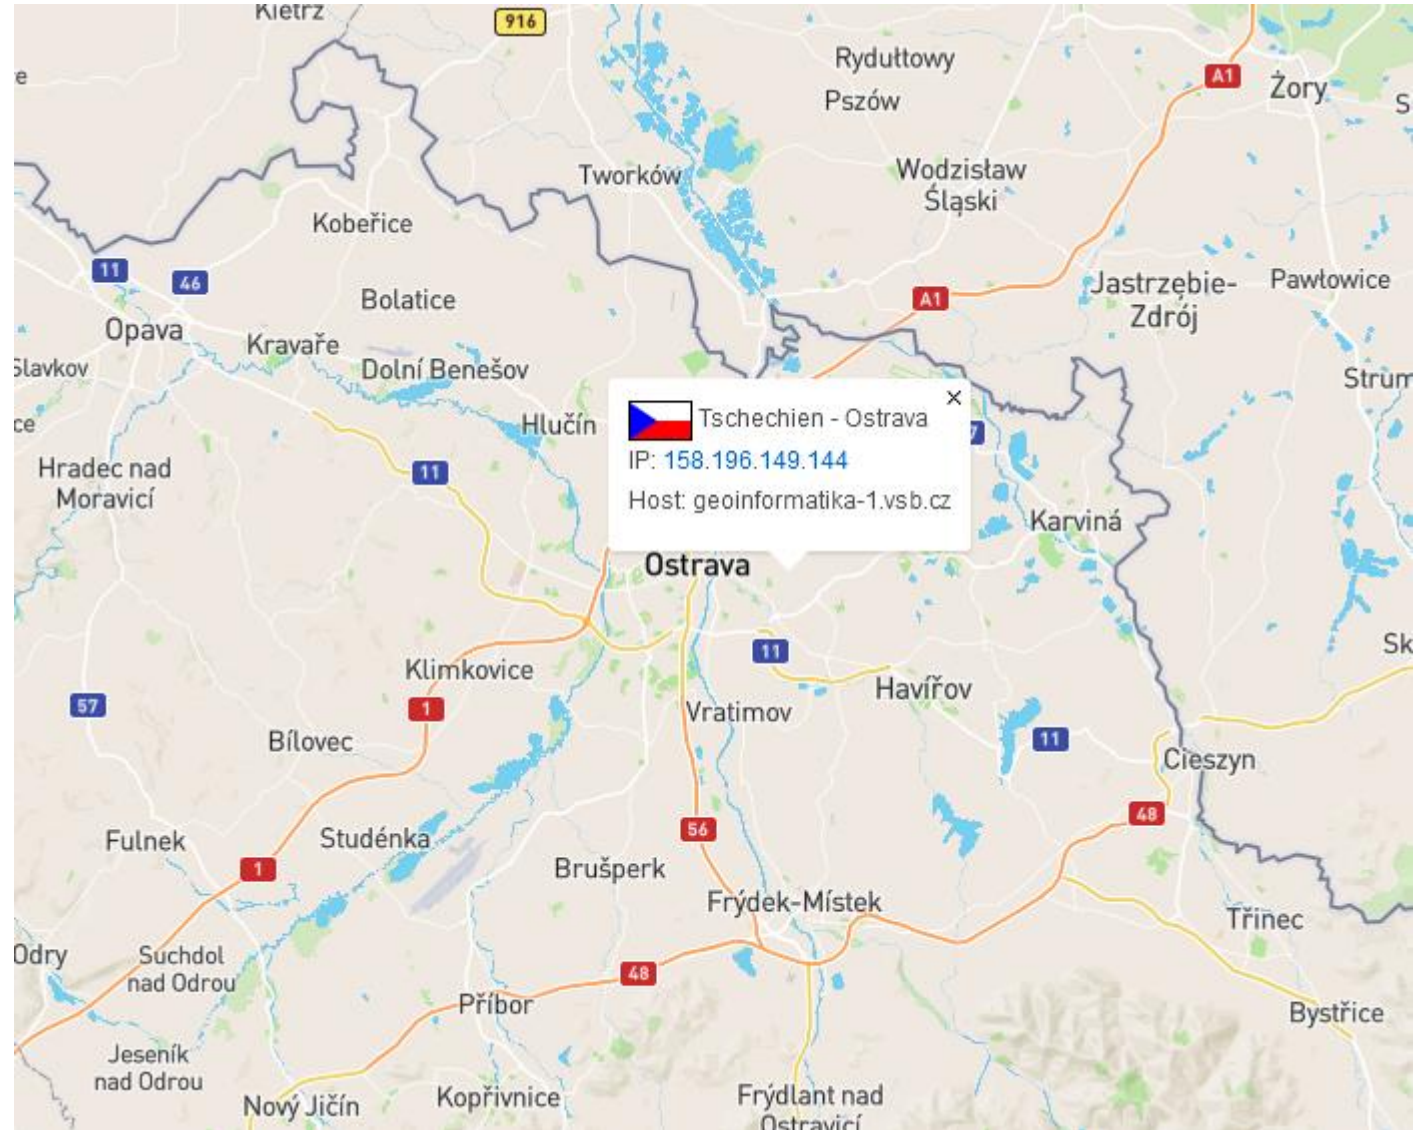 Kietrz
916
Rydułtowy
A1
Żory
Pszów
S
e
Tworków
Wodzisław
Śląski
Kobeřice
11
46
Bolatice
A1
Jastrzębie-
Zdrój
Pawłowice
Opava
Kravaře
Slavkov
Dolní Benešov
Strum
ce
Hlučín
Tschechien - Ostrava
×
7
IP: 158.196.149.144
Host: geoinformatika-1.vsb.cz
Hradec nad
Moravicí
11
Karviná
Ostrava
11
Sk
Klimkovice
Havířov
57
1
Vratimov
Bílovec
11
Cieszyn
48
Fulnek
Studénka
56
1
Brušperk
Frýdek-Místek
Třinec
Odry
Suchdol
nad Odrou
48
Příbor
Bystřice
Jeseník
nad Odrou
Nový Jičín
Kopřivnice
Frýdlant nad
Ostravicí